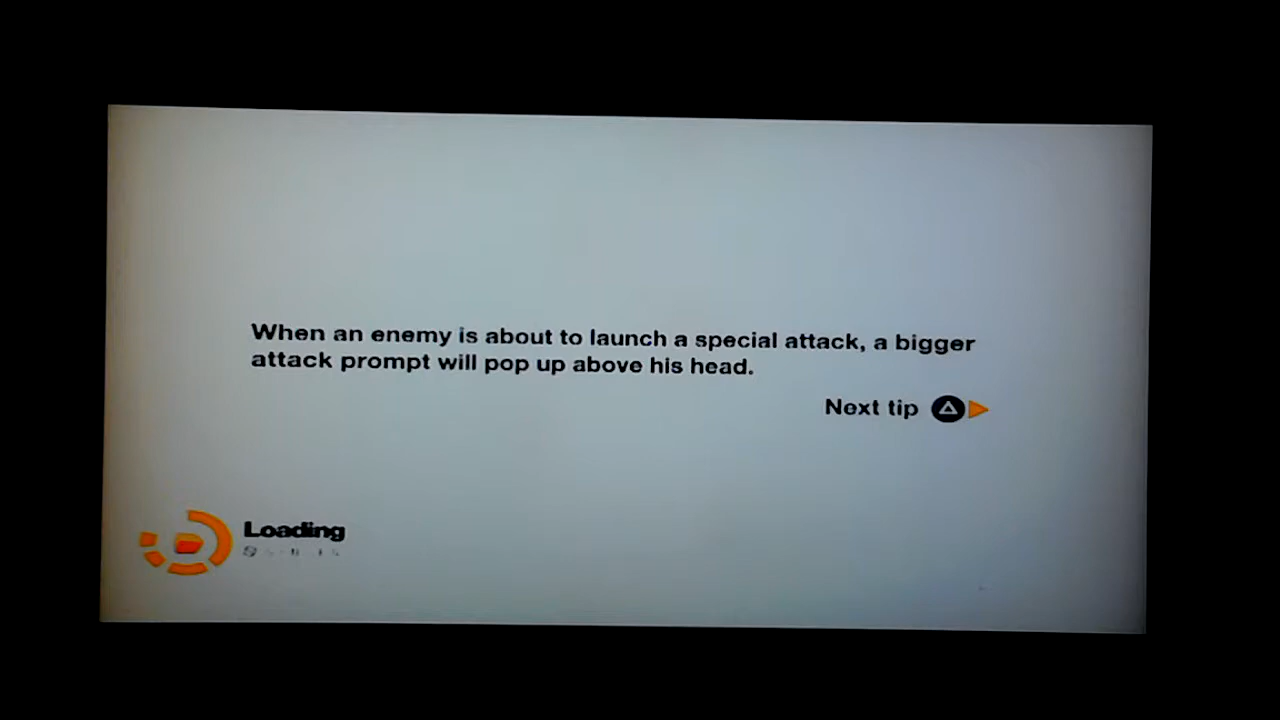 When an enemy is about to launch a special attack, a bigger
attack prompt will pop up above his head.
Next tip
Loading